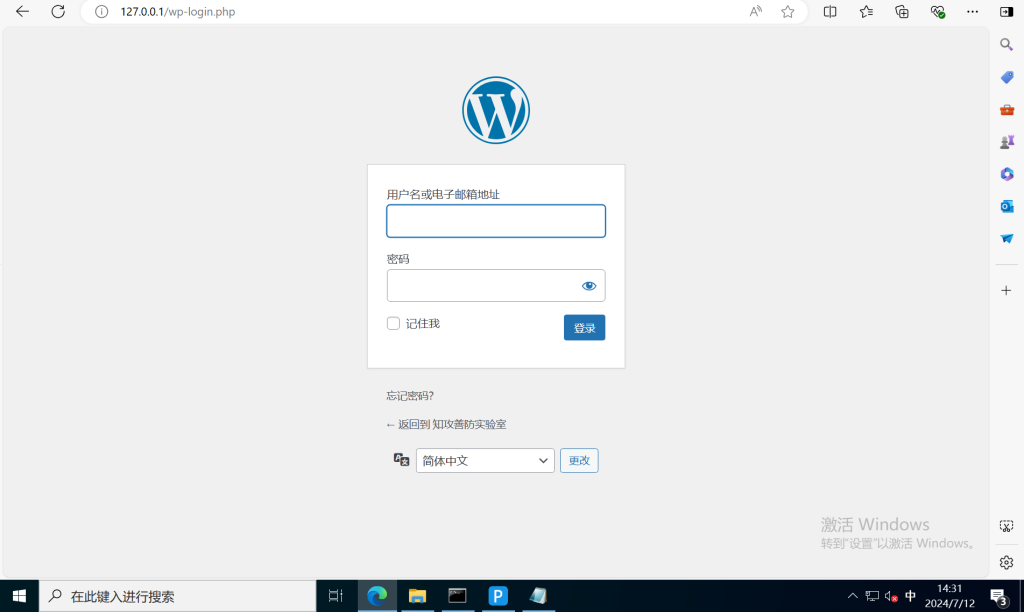 127.0.0.1/wp-login.php
用户名或电子邮箱地址
密码
记住我
登录
忘记密码?
← 返回到 知攻善防实验室
简体中文
更改
激活 Windows
转到"设置"以激活 Windows。
在此键入进行搜索
中
14:31
2024/7/12
3